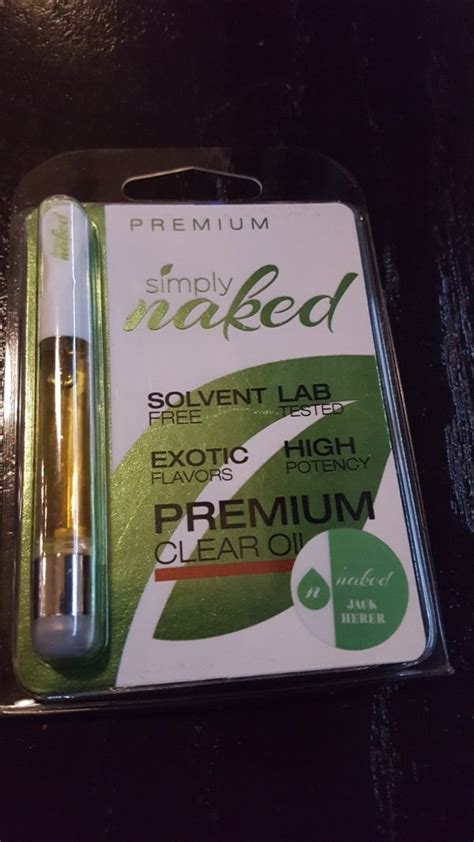 PREMIUM
naked
simply
naked
SOLVENT LAB
FREE TESTED
EXOTIC HIGH
FLAVORS POTENCY
PREMIUM
CLEAR OIL
n naked
JACK
HERER